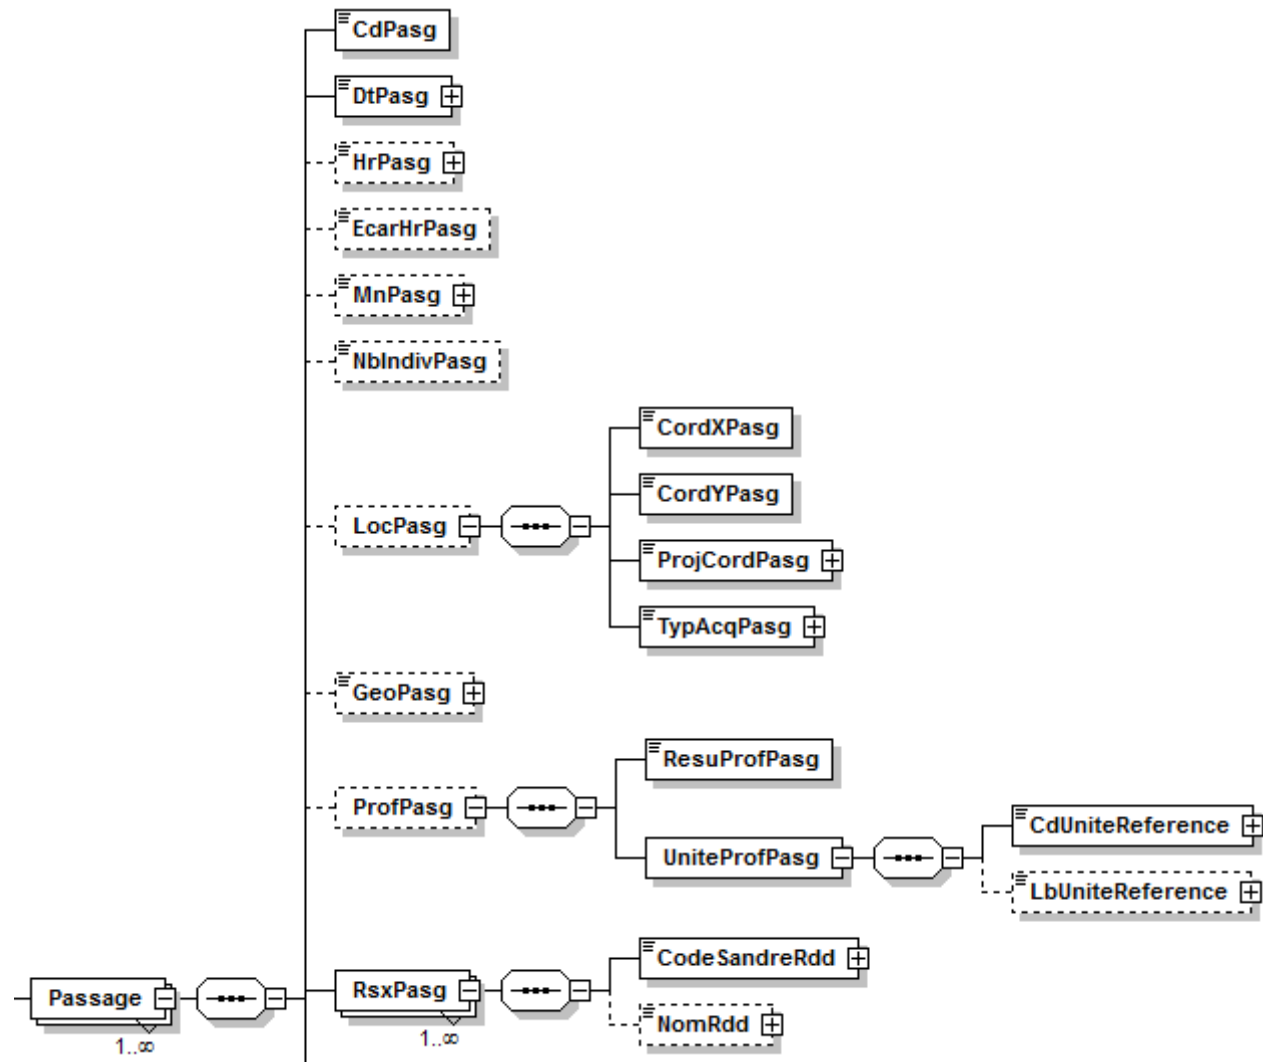 CdPasg
DtPasg
HrPasg
EcarHrPasg
MnPasg
NbIndivPasg
CordXPasg
CordYPasg
LocPasg
ProjCordPasg
TypAcqPasg
GeoPasg
ResuProfPasg
ProfPasg
CdUniteReference
UniteProfPasg
LbUniteReference
CodeSandreRdd
Passage
RsxPasg
NomRdd
1..∞
1..∞